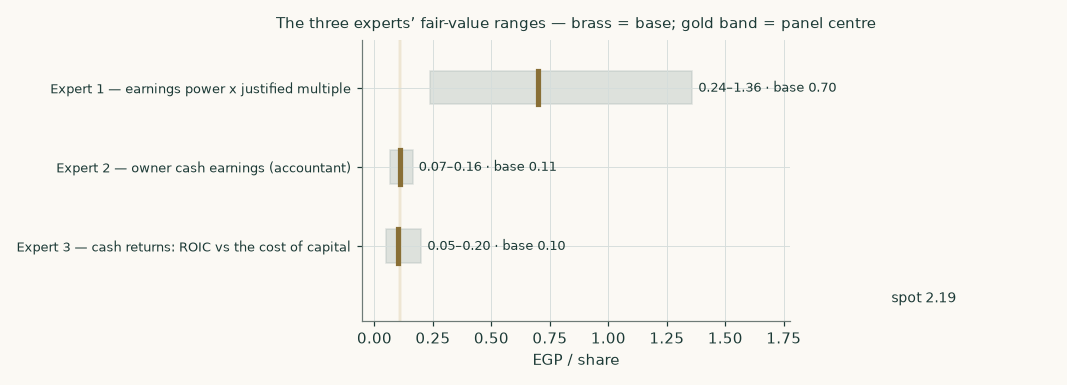 The three experts’ fair-value ranges — brass = base; gold band = panel centre
Expert 1 — earnings power x justified multiple
0.24–1.36 · base 0.70
Expert 2 — owner cash earnings (accountant)
0.07–0.16 · base 0.11
Expert 3 — cash returns: ROIC vs the cost of capital
0.05–0.20 · base 0.10
spot 2.19
0.00 0.25 0.50 0.75 1.00 1.25 1.50 1.75
EGP / share